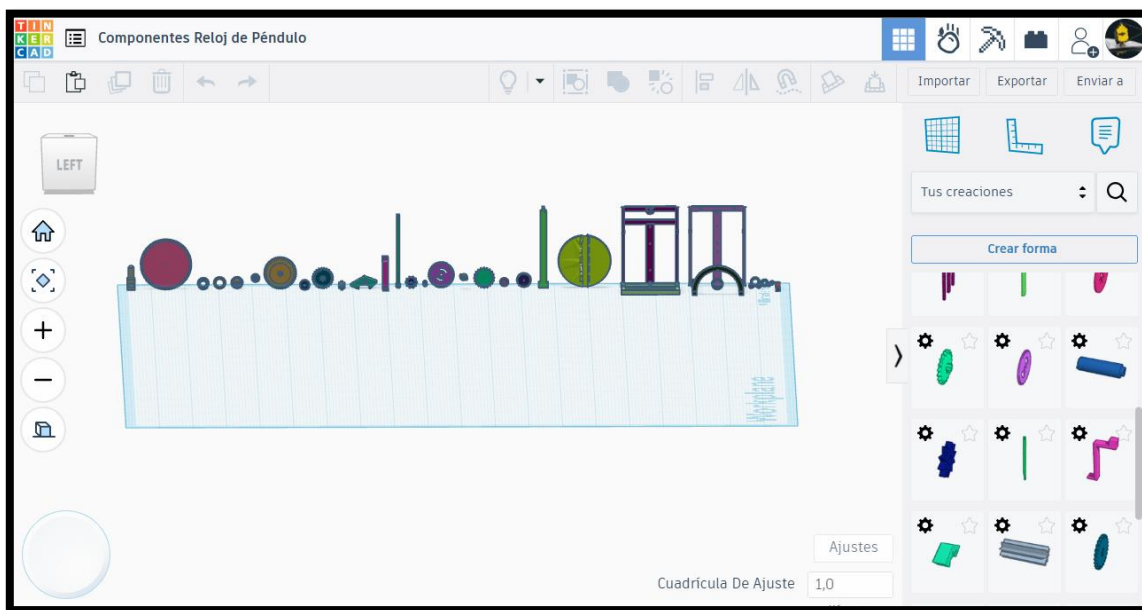 TIN
KER
CAD
Componentes Reloj de Péndulo
Importar
Exportar
Enviar a
LEFT
Tus creaciones
Crear forma
Workplane
Ajustes
Cuadrícula De Ajuste
1,0